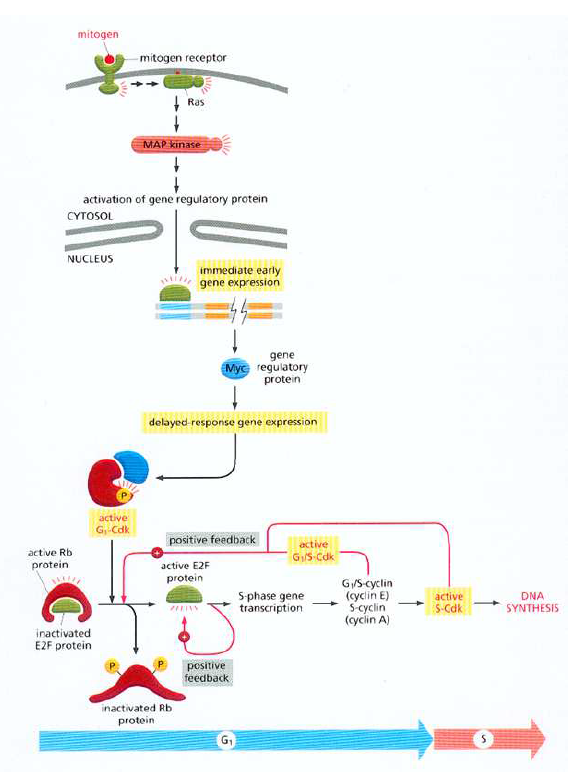 mitogen
mitogen receptor
Ras
MAP kinase
activation of gene regulatory protein
CYTOSOL
NUCLEUS
immediate early
gene expression
Myc
gene
regulatory
protein
delayed-response gene expression
P
active
G1-Cdk
positive feedback
active
G1/S-Cdk
+
active Rb
protein
active E2F
protein
S-phase gene
transcription
G1/S-cyclin
(cyclin E)
S-cyclin
(cyclin A)
active
S-Cdk
DNA
SYNTHESIS
inactivated
E2F protein
+
positive
feedback
P
P
inactivated Rb
protein
G1
S